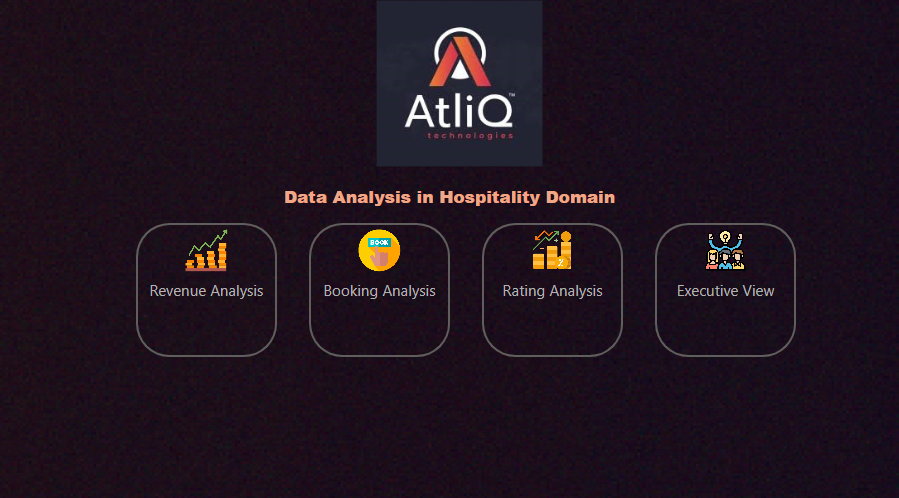 AtliQ™
technologies
Data Analysis in Hospitality Domain
BOOK
Revenue Analysis
Booking Analysis
Rating Analysis
Executive View